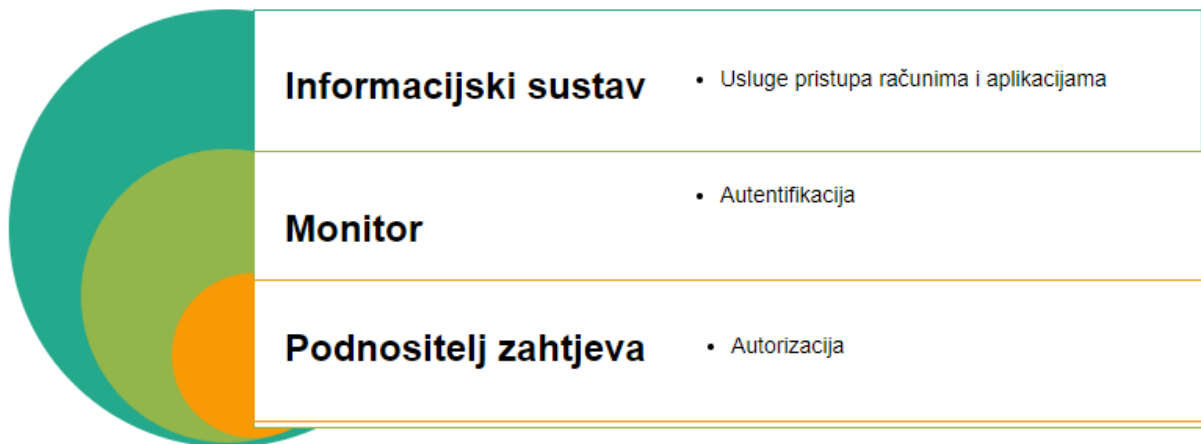 Informacijski sustav
• Usluge pristupa računima i aplikacijama
Monitor
• Autentifikacija
Podnositelj zahtjeva
• Autorizacija